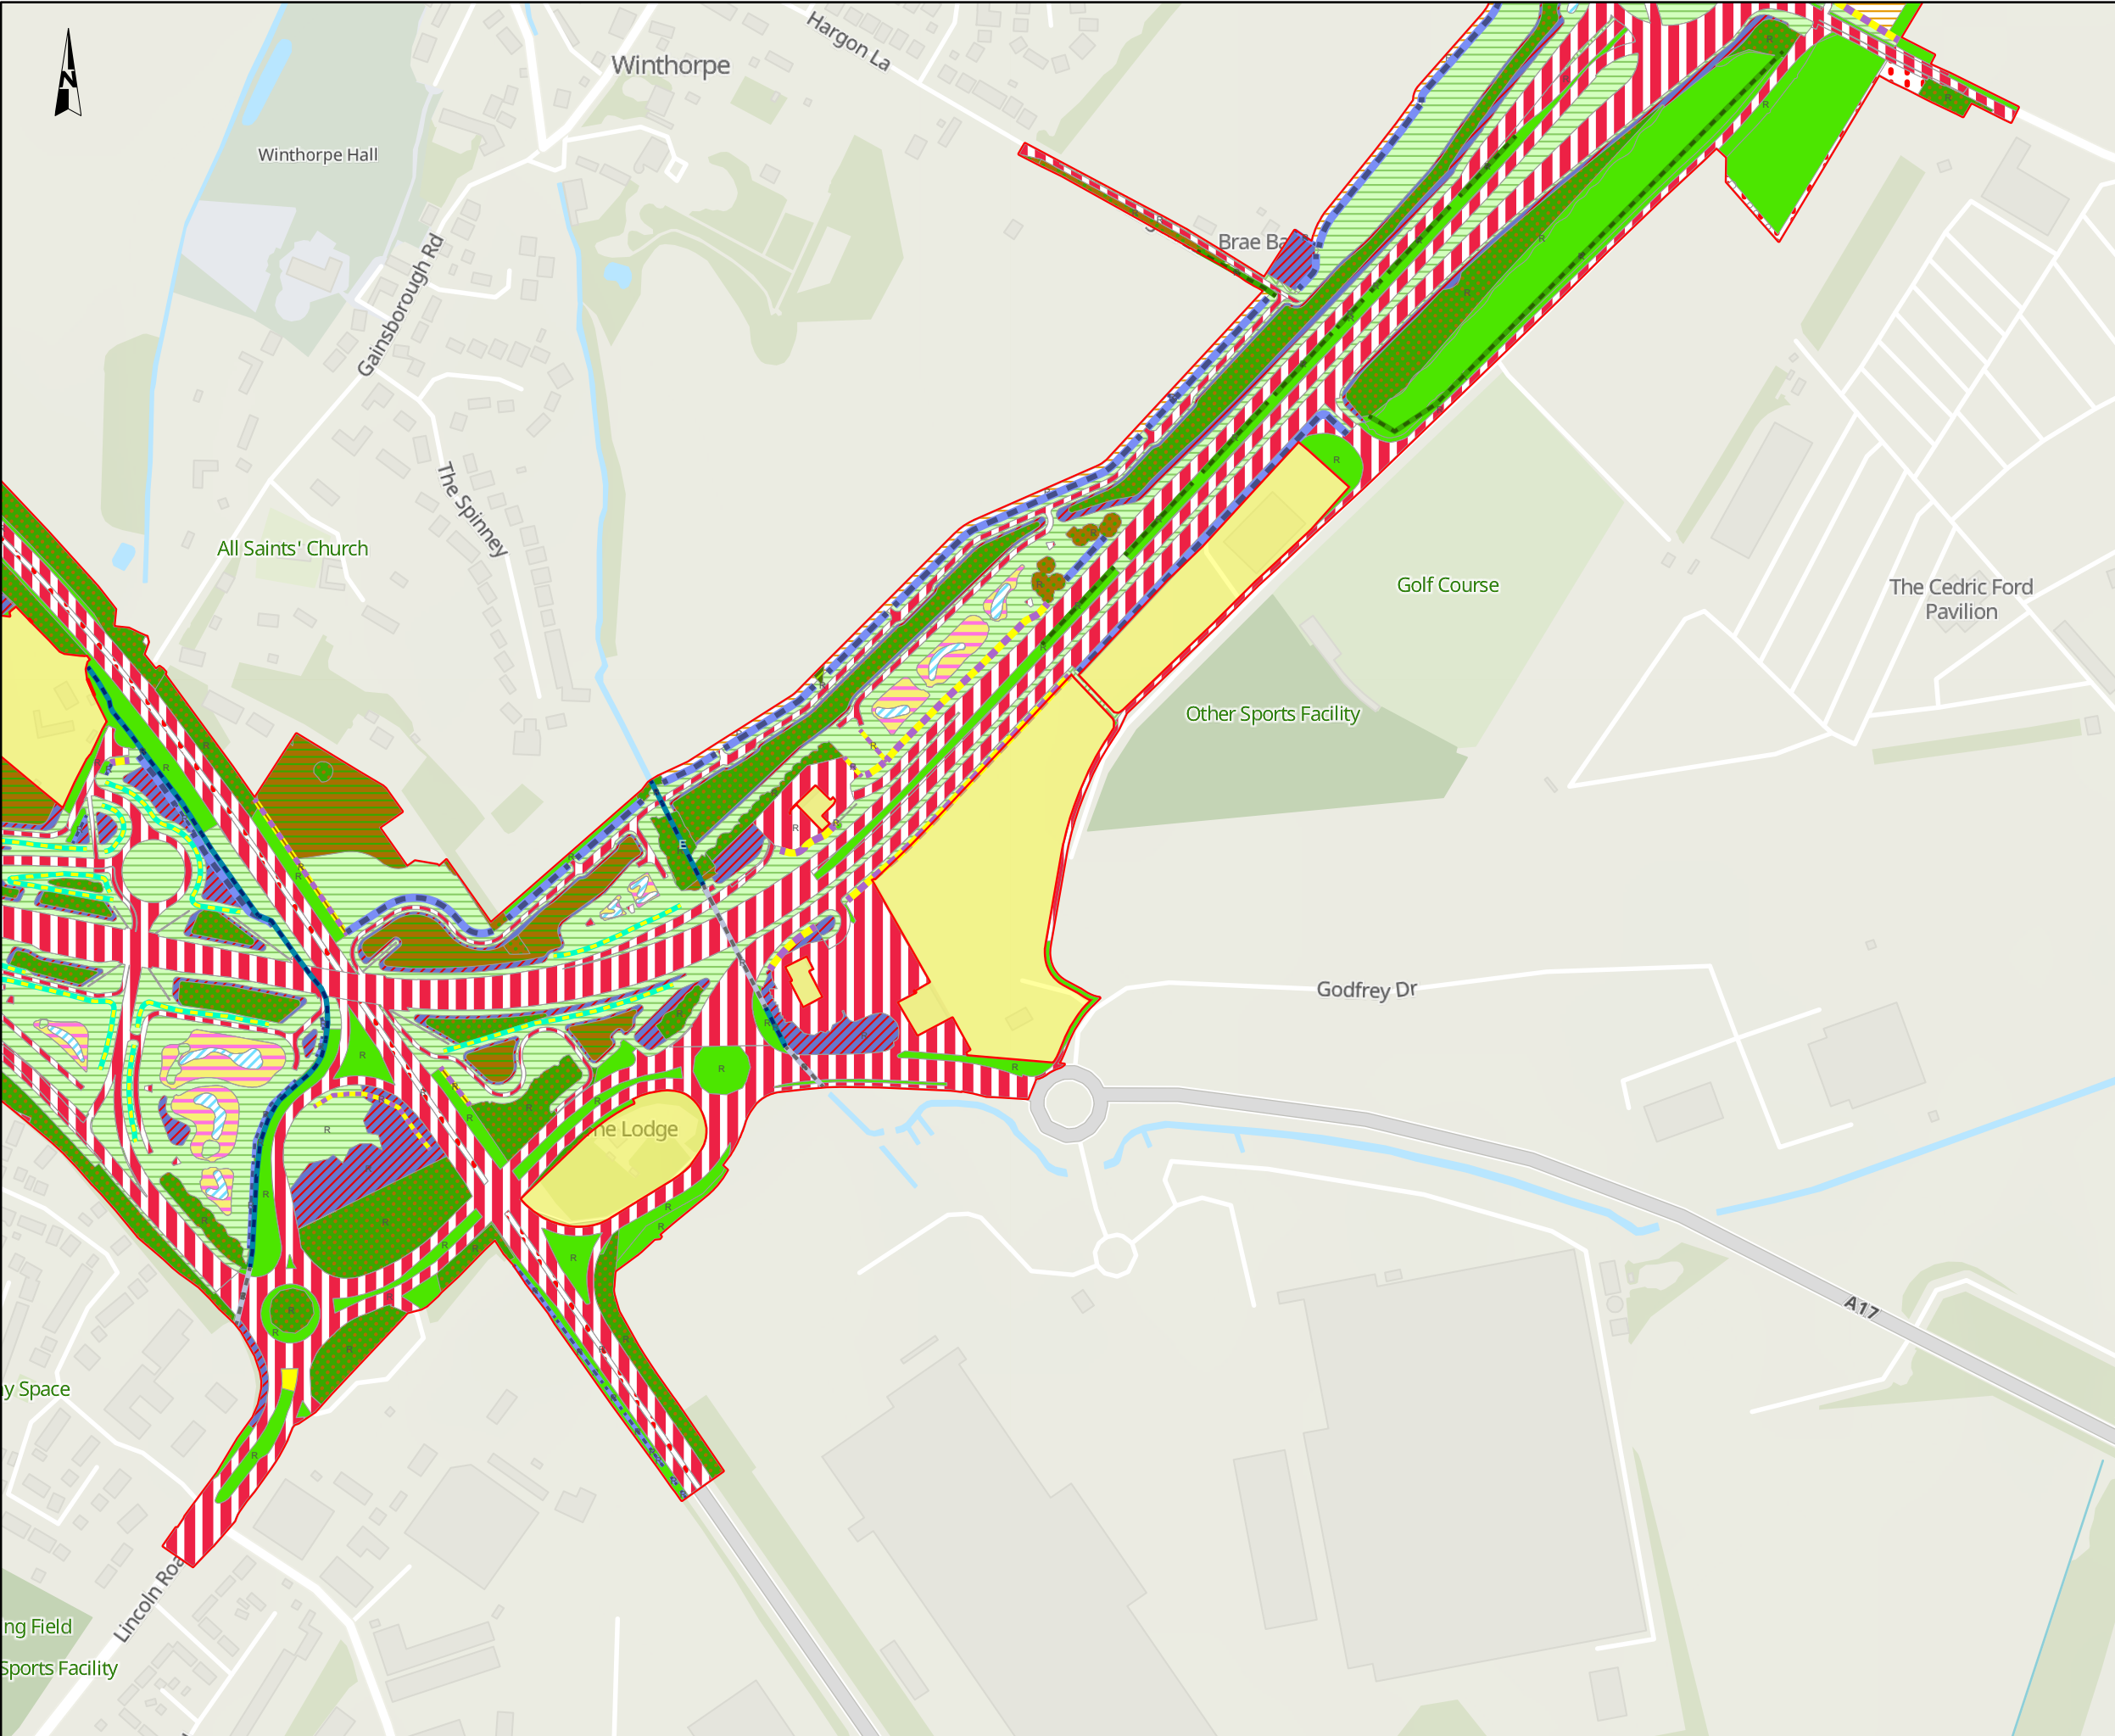 N
Hargon La
Winthorpe
Winthorpe Hall
Gainsborough Rd
Brae Ba
The Spinney
All Saints' Church
Golf Course
The Cedric Ford
Pavilion
Other Sports Facility
E
Godfrey Dr
ne Lodge
A17
y Space
Lincoln Roa
ng Field
Sports Facility
R